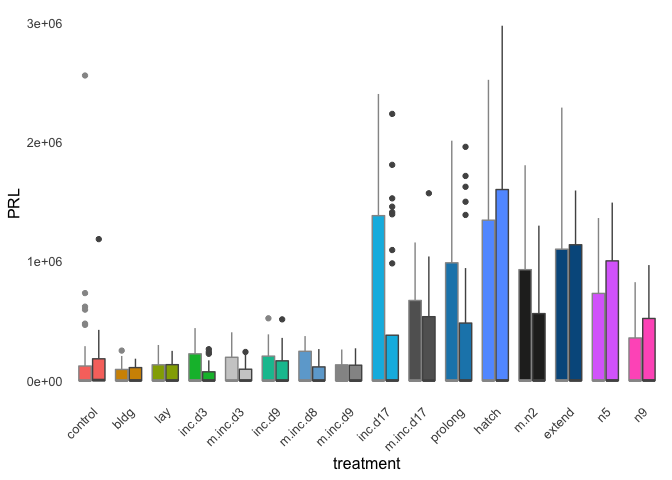 3e+06
2e+06
1e+06
0e+00
PRL
control
bldg
lay
inc.d3
m.inc.d3
inc.d9
m.inc.d8
m.inc.d9
inc.d17
m.inc.d17
prolong
hatch
m.n2
extend
n5
n9
treatment